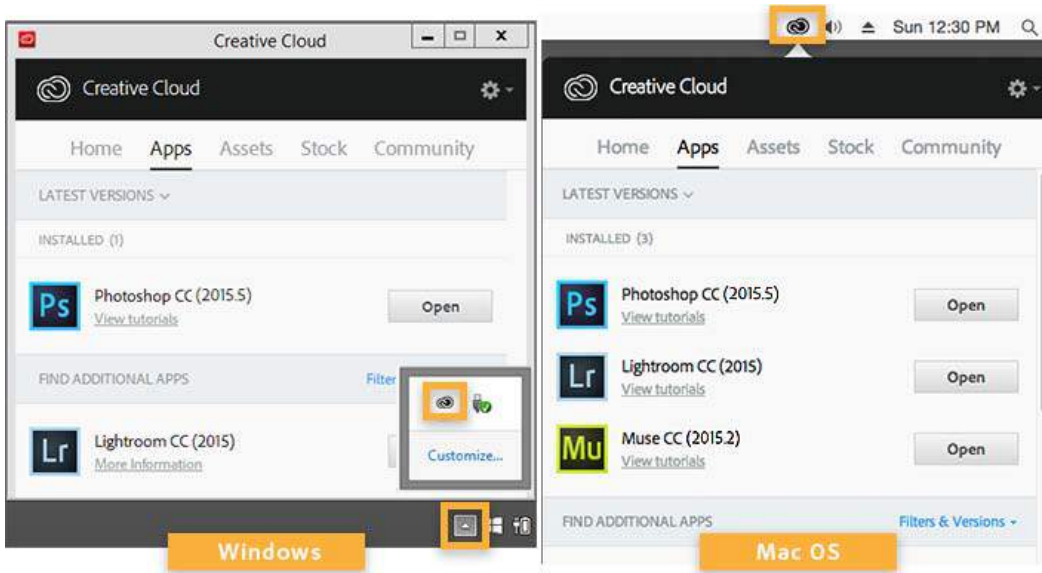 Creative Cloud
Creative Cloud
Home Apps Assets Stock Community
LATEST VERSIONS
INSTALLED (1)
Ps
Photoshop CC (2015.5)
View tutorials
Open
FIND ADDITIONAL APPS
Filter
Lr
Lightroom CC (2015)
More Information
Customize...
Windows
Sun 12:30 PM
Creative Cloud
Home Apps Assets Stock Community
LATEST VERSIONS
INSTALLED (3)
Ps
Photoshop CC (2015.5)
View tutorials
Open
Lr
Lightroom CC (2015)
View tutorials
Open
Mu
Muse CC (2015.2)
View tutorials
Open
FIND ADDITIONAL APPS
Filters & Versions
Mac OS